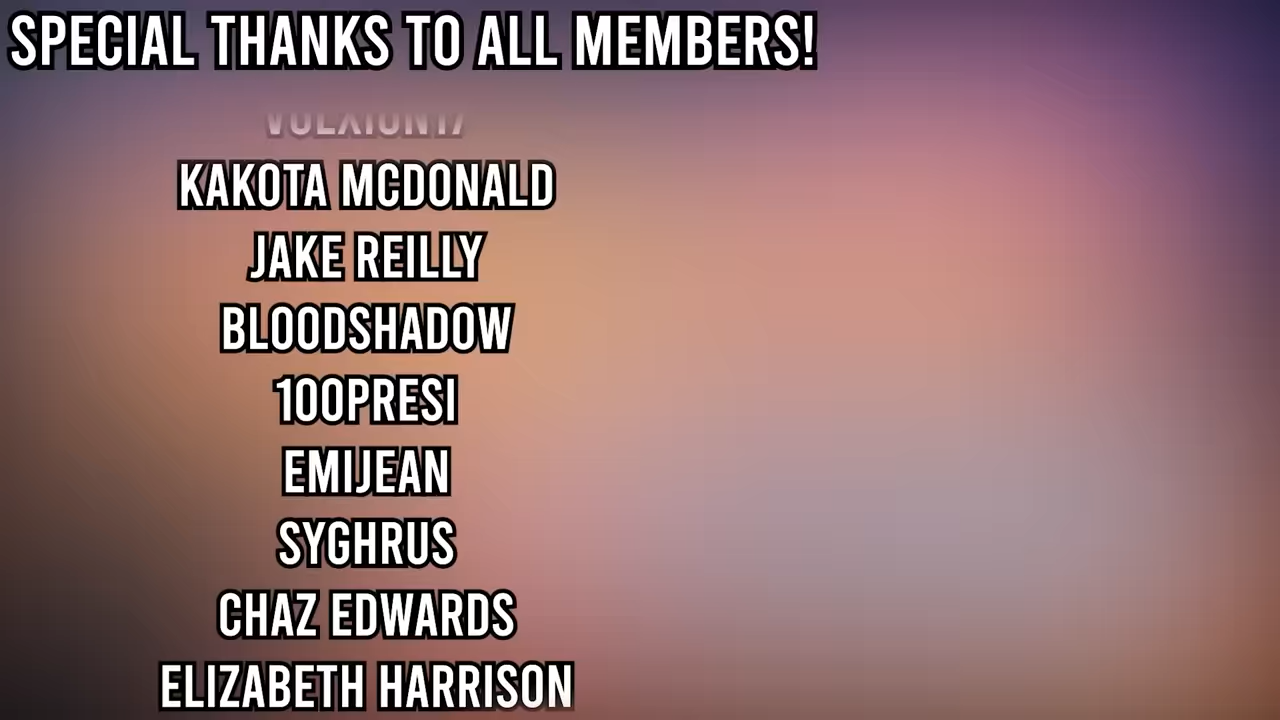 SPECIAL THANKS TO ALL MEMBERS!
KAKOTA MCDONALD
JAKE REILLY
BLOODSHADOW
100PRESI
EMIJEAN
SYGHRUS
CHAZ EDWARDS
ELIZABETH HARRISON